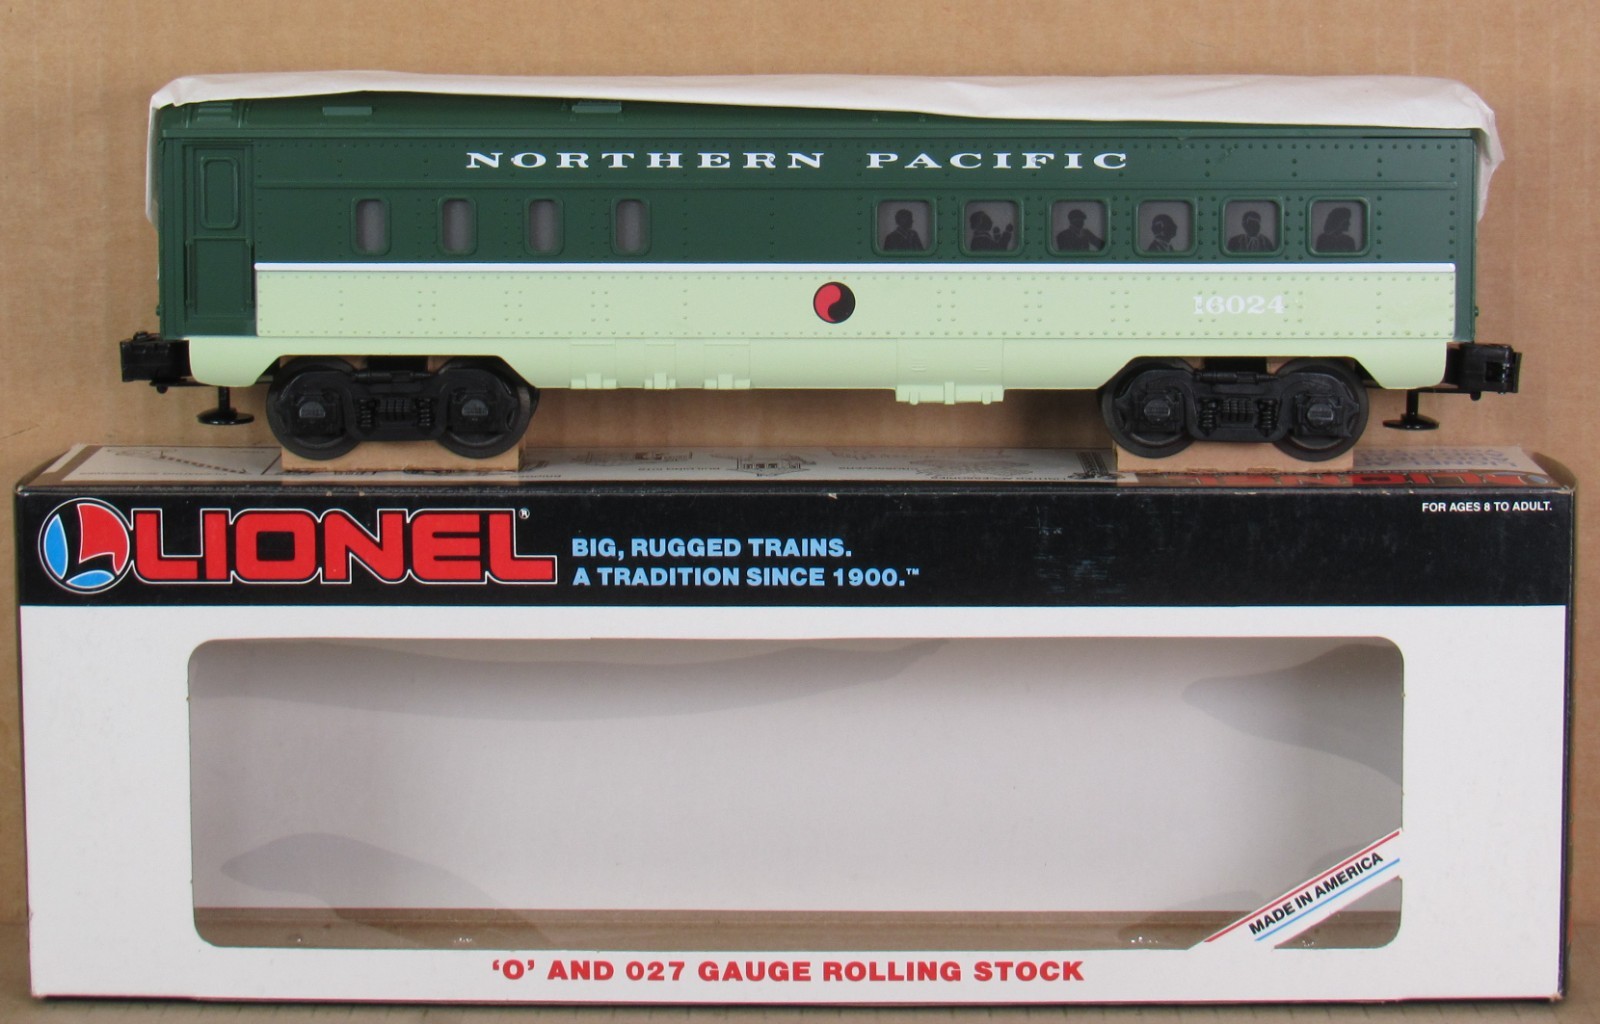 NORTHERN PACIFIC
16024
LIONEL®
BIG, RUGGED TRAINS.
A TRADITION SINCE 1900.™
FOR AGES 8 TO ADULT.
MADE IN AMERICA
‘O’ AND 027 GAUGE ROLLING STOCK